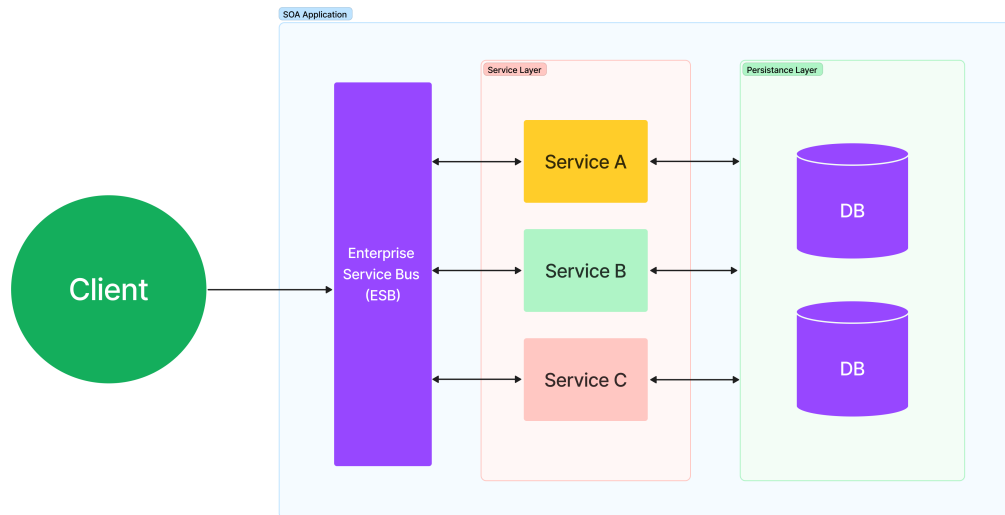 SOA Application
Service Layer
Persistance Layer
Client
Enterprise
Service Bus
(ESB)
Service A
Service B
Service C
DB
DB